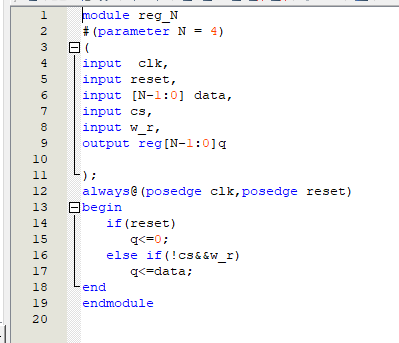 1 module reg_N
2 #(parameter N = 4)
3 (
4 input  clk,
5 input reset,
6 input [N-1:0] data,
7 input cs,
8 input w_r,
9 output reg[N-1:0]q
10
11 );
12 always@(posedge clk,posedge reset)
13 begin
14    if(reset)
15       q<=0;
16    else if(!cs&&w_r)
17       q<=data;
18 end
19 endmodule
20